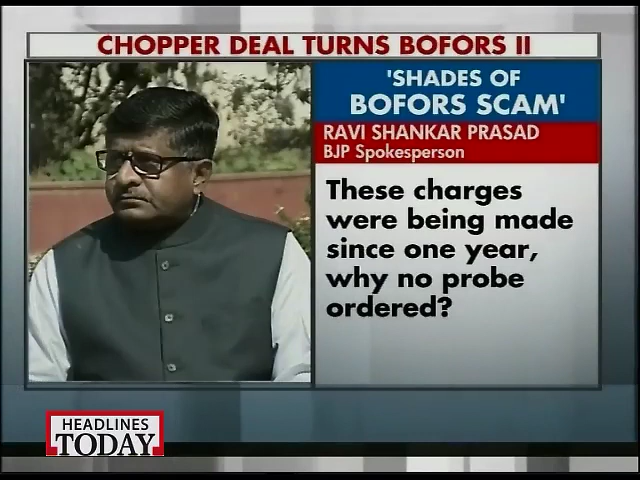 CHOPPER DEAL TURNS BOFORS II
'SHADES OF
BOFORS SCAM'
RAVI SHANKAR PRASAD
BJP Spokesperson
These charges
were being made
since one year,
why no probe
ordered?
HEADLINES
TODAY